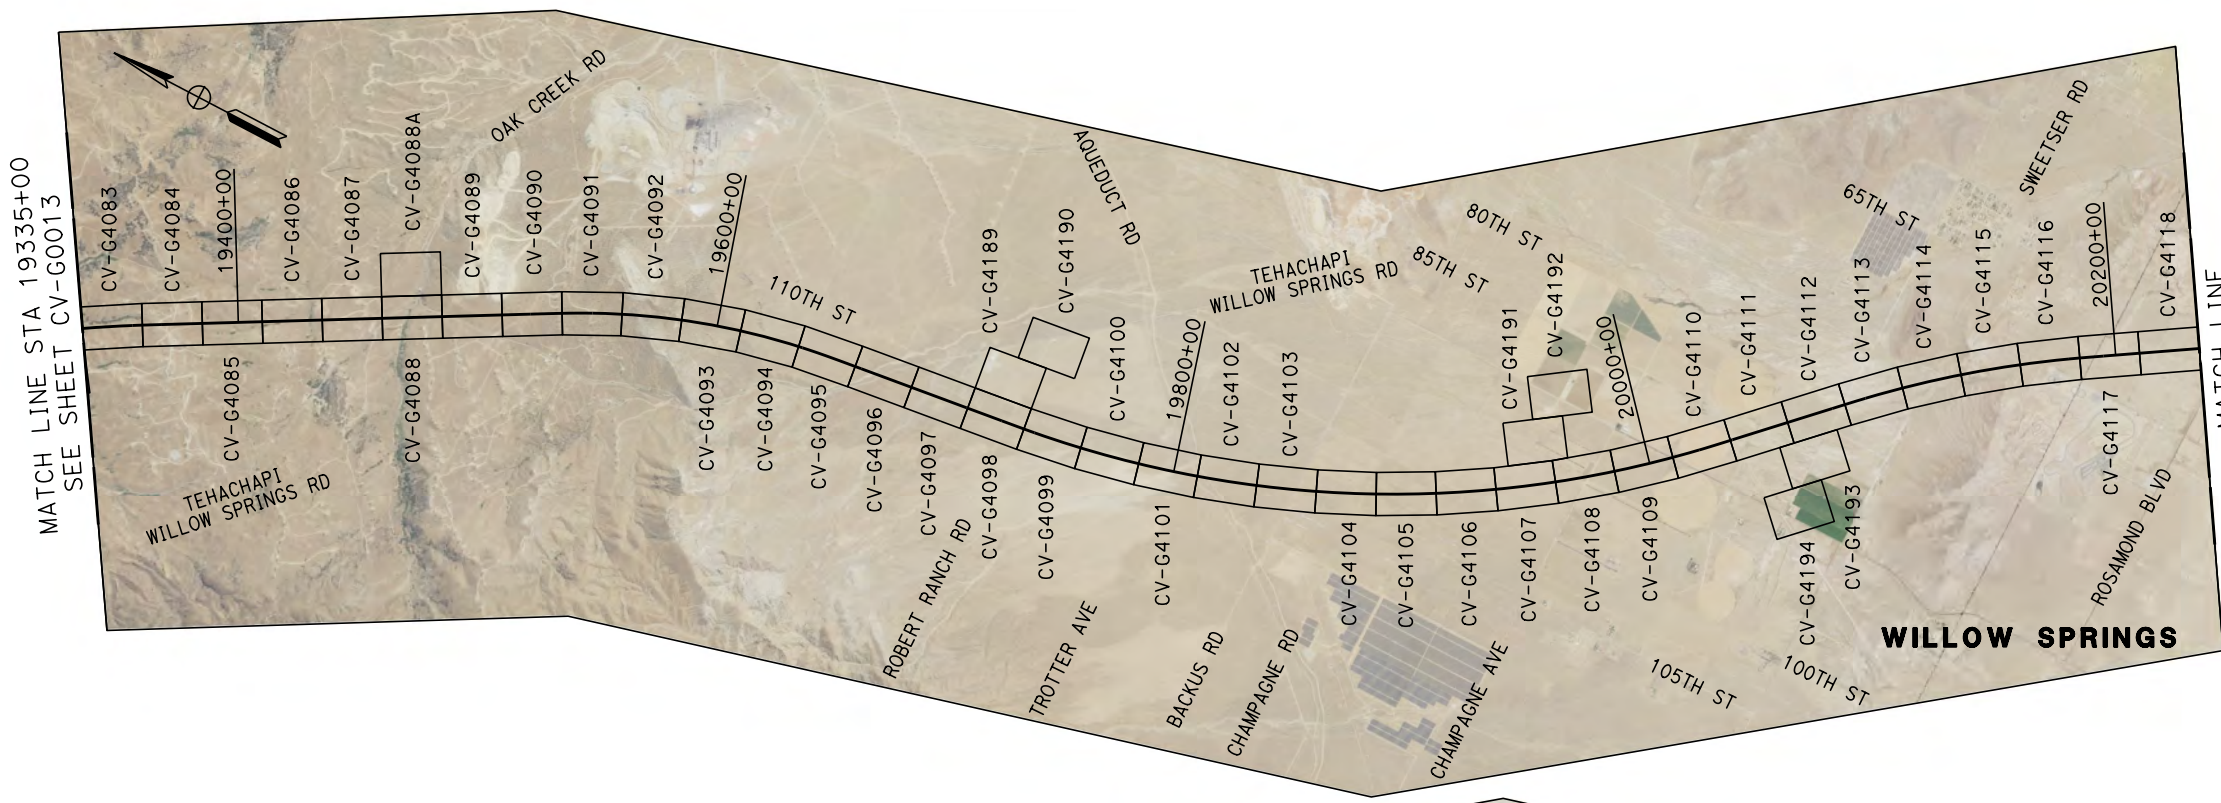 MATCH LINE STA 19335+00
SEE SHEET CV-G0013
CV-G4083
CV-G4084
19400+00
CV-G4086
CV-G4087
CV-G4088A
OAK CREEK RD
CV-G4089
CV-G4090
CV-G4091
CV-G4092
19600+00
110TH ST
CV-G4189
CV-G4190
AQUEDUCT RD
CV-G4100
19800+00
TEHACHAPI
WILLOW SPRINGS RD
CV-G4102
CV-G4103
80TH ST
85TH ST
CV-G4191
CV-G4192
20000+00
CV-G4110
CV-G4111
CV-G4112
CV-G4113
65TH ST
CV-G4114
CV-G4115
CV-G4116
SWEETSER RD
20200+00
CV-G4118
MATCH LINE
CV-G4085
TEHACHAPI
WILLOW SPRINGS RD
CV-G4088
CV-G4093
CV-G4094
CV-G4095
CV-G4096
CV-G4097
ROBERT RANCH RD
CV-G4098
CV-G4099
TROTTER AVE
CV-G4101
BACKUS RD
CHAMPAGNE RD
CV-G4104
CV-G4105
CV-G4106
CHAMPAGNE AVE
CV-G4107
CV-G4108
CV-G4109
105TH ST
100TH ST
CV-G4194
CV-G4193
CV-G4117
ROSAMOND BLVD
WILLOW SPRINGS